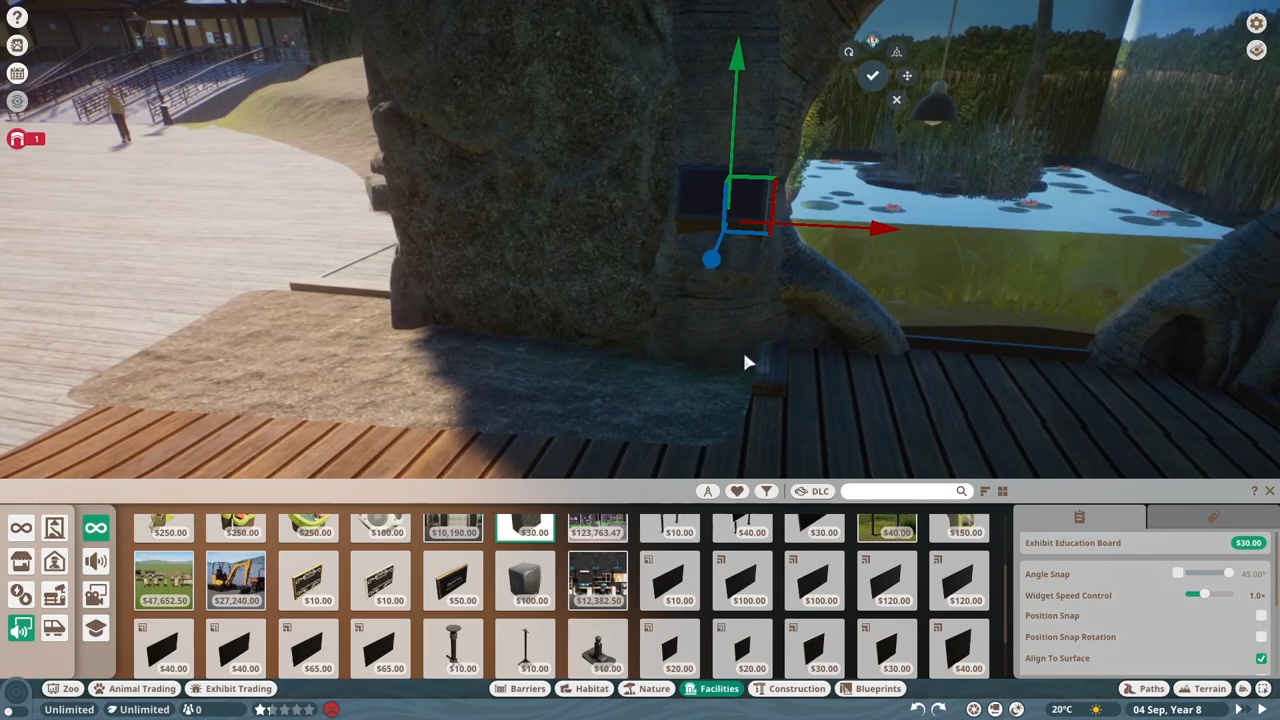 ?
1
DLC
? ×
$250.00 $250.00 $250.00 $100.00 $10,190.00 $30.00 $123,763.47 $10.00 $40.00 $30.00 $40.00 $150.00
Exhibit Education Board $30.00
Angle Snap 45.00°
$47,652.50 $27,240.00 $10.00 $10.00 $50.00 $100.00 $12,382.50 $10.00 $100.00 $100.00 $120.00 $120.00
Widget Speed Control 1.0×
Position Snap
Position Snap Rotation
Align To Surface
$40.00 $40.00 $65.00 $65.00 $10.00 $10.00 $10.00 $20.00 $20.00 $30.00 $30.00 $40.00
Zoo Animal Trading Exhibit Trading Barriers Habitat Nature Facilities Construction Blueprints Paths Terrain
Unlimited Unlimited 0 20°C 04 Sep, Year 8